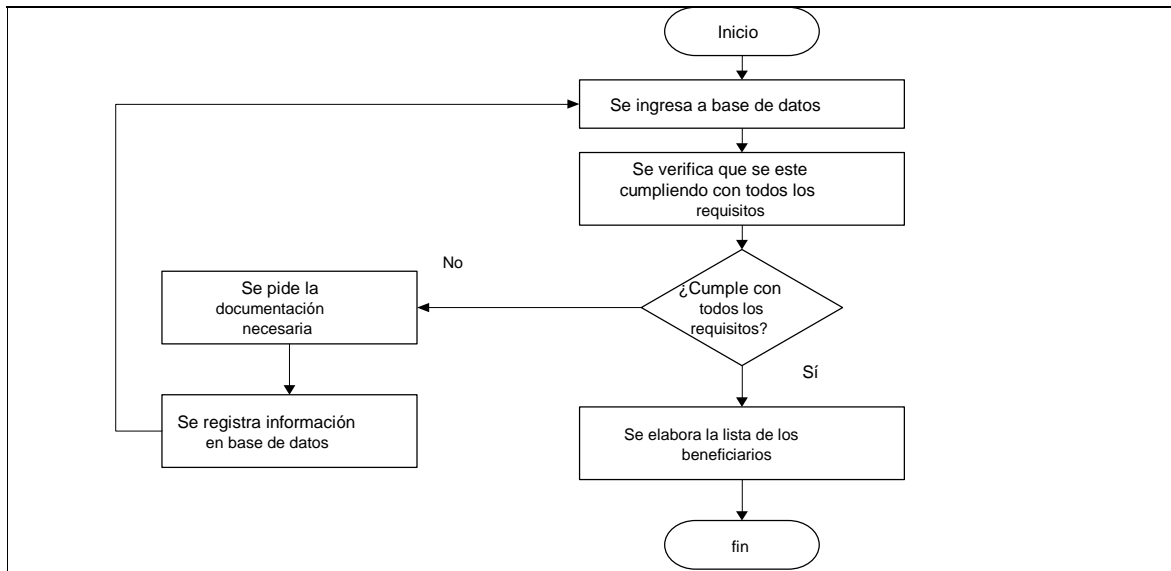 Inicio
Se ingresa a base de datos
Se verifica que se este
cumpliendo con todos los
requisitos
¿Cumple con
todos los
requisitos?
No
Se pide la
documentación
necesaria
Se registra información
en base de datos
Sí
Se elabora la lista de los
beneficiarios
fin